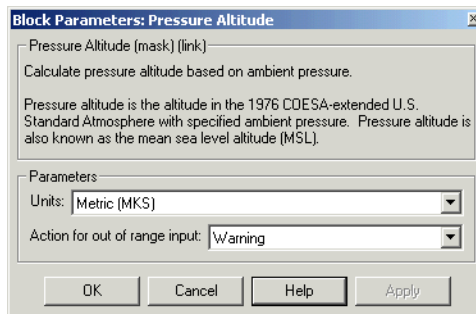 Block Parameters: Pressure Altitude
Pressure Altitude (mask) (link)
Calculate pressure altitude based on ambient pressure.
Pressure altitude is the altitude in the 1976 COESA-extended U.S.
Standard Atmosphere with specified ambient pressure. Pressure altitude is
also known as the mean sea level altitude (MSL).
Parameters
Units: Metric (MKS)
Action for out of range input: Warning
OK Cancel Help Apply